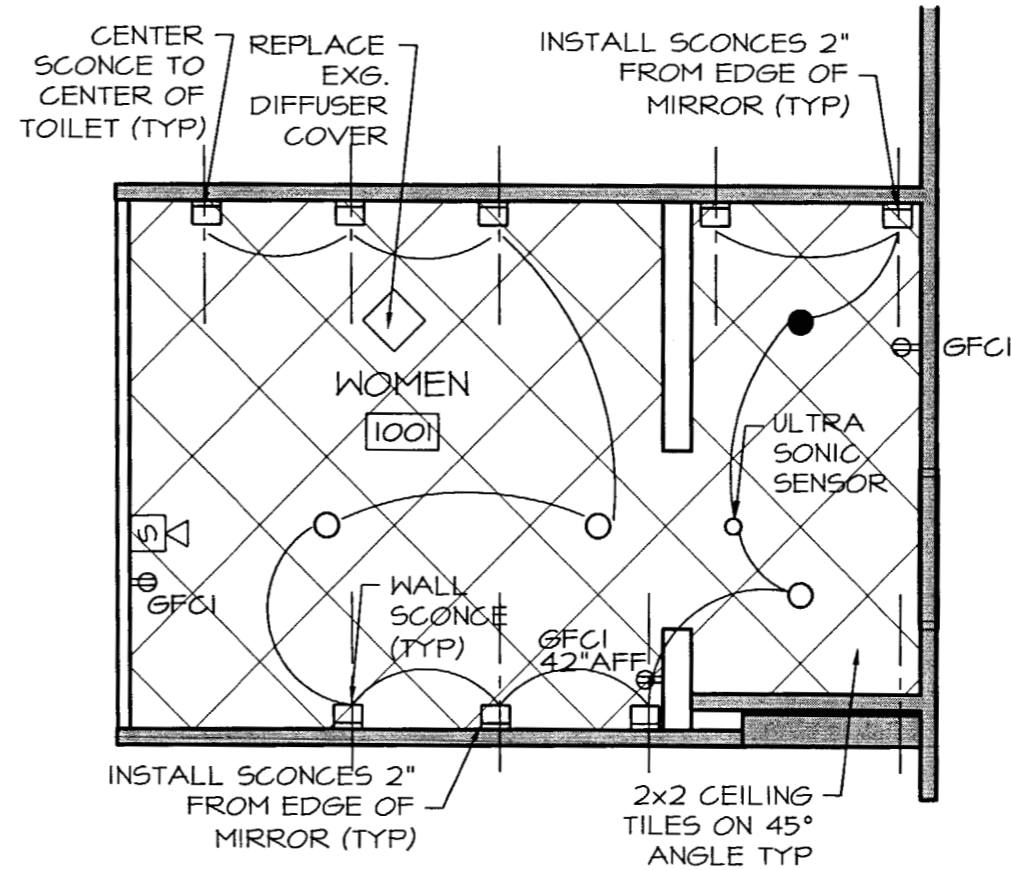 CENTER
SCONCE TO
CENTER OF
TOILET (TYP)
REPLACE
EXG.
DIFFUSER
COVER
INSTALL SCONCES 2"
FROM EDGE OF
MIRROR (TYP)
GFCI
WOMEN
1001
ULTRA
SONIC
SENSOR
S
GFCI
WALL
SCONCE
(TYP)
GFCI
42"AFF
INSTALL SCONCES 2"
FROM EDGE OF
MIRROR (TYP)
2x2 CEILING
TILES ON 45°
ANGLE TYP